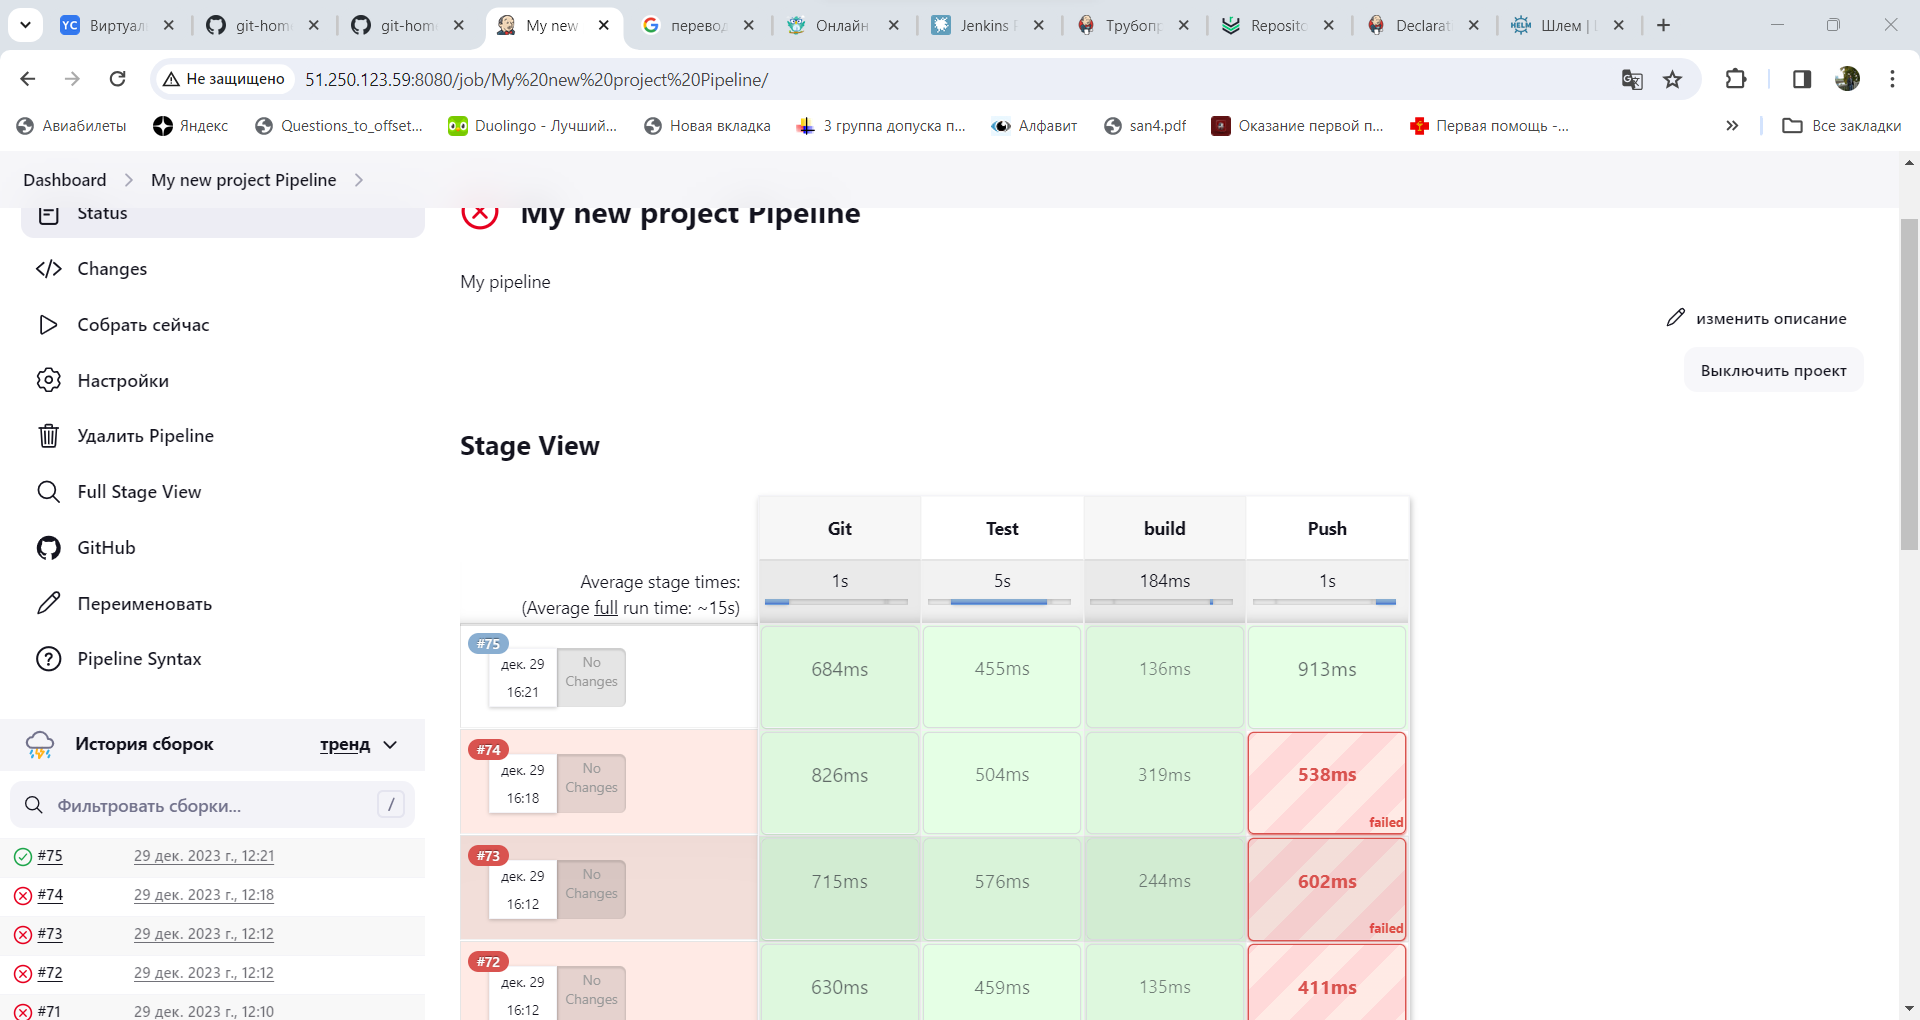 Виртуал
git-home
git-home
My new
перевод
Онлайн
Jenkins P
Трубопр
Reposito
Declarat
Шлем |
Не защищено
51.250.123.59:8080/job/My%20new%20project%20Pipeline/
Авиабилеты
Яндекс
Questions_to_offset...
Duolingo - Лучший...
Новая вкладка
3 группа допуска п...
Алфавит
san4.pdf
Оказание первой п...
Первая помощь -...
Все закладки
Dashboard
My new project Pipeline
Status
Changes
Собрать сейчас
Настройки
Удалить Pipeline
Full Stage View
GitHub
Переименовать
Pipeline Syntax
История сборок
тренд
Фильтровать сборки...
/
#75 29 дек. 2023 г., 12:21
#74 29 дек. 2023 г., 12:18
#73 29 дек. 2023 г., 12:12
#72 29 дек. 2023 г., 12:12
#71 29 дек. 2023 г., 12:10
My new project Pipeline
My pipeline
изменить описание
Выключить проект
Stage View
Git Test build Push
Average stage times:
(Average full run time: ~15s)
1s 5s 184ms 1s
#75
дек. 29
16:21
No
Changes
684ms 455ms 136ms 913ms
#74
дек. 29
16:18
No
Changes
826ms 504ms 319ms 538ms
failed
#73
дек. 29
16:12
No
Changes
715ms 576ms 244ms 602ms
failed
#72
дек. 29
16:12
No
Changes
630ms 459ms 135ms 411ms